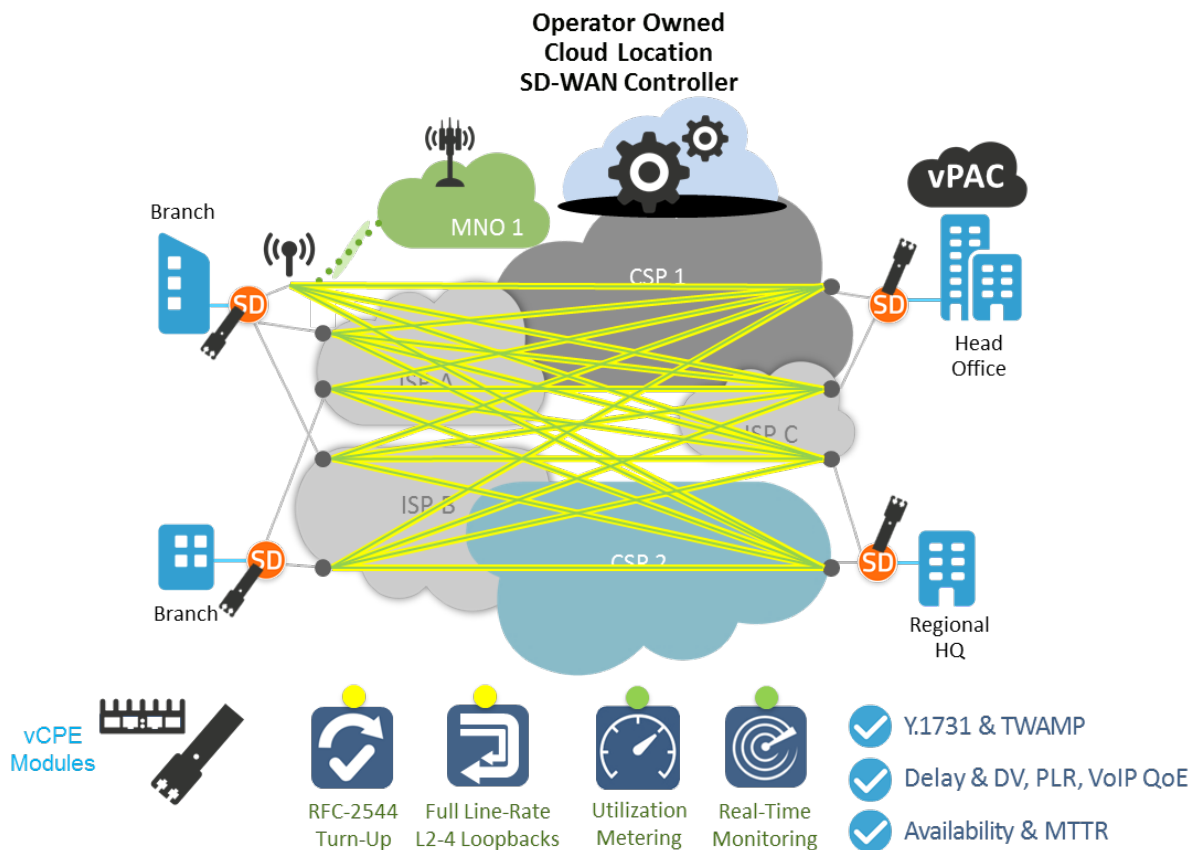 Operator Owned
Cloud Location
SD-WAN Controller
vPAC
Branch
MNO 1
CSP 1
SD
SD
Head
Office
ISP A
ISP C
ISP B
CSP 2
SD
SD
Branch
Regional
HQ
vCPE
Modules
RFC-2544
Turn-Up
Full Line-Rate
L2-4 Loopbacks
Utilization
Metering
Real-Time
Monitoring
Y.1731 & TWAMP
Delay & DV, PLR, VoIP QoE
Availability & MTTR